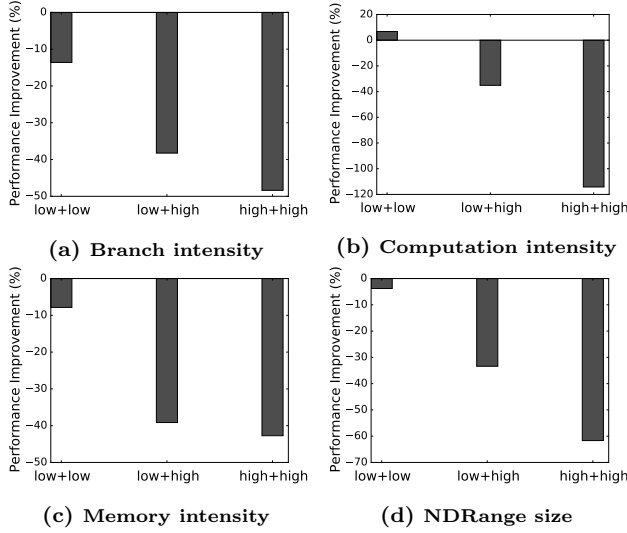 Performance Improvement (%)
0
−10
−20
−30
−40
−50
low+low low+high high+high
(a) Branch intensity
Performance Improvement (%)
20
0
−20
−40
−60
−80
−100
−120
low+low low+high high+high
(b) Computation intensity
Performance Improvement (%)
0
−10
−20
−30
−40
−50
low+low low+high high+high
(c) Memory intensity
Performance Improvement (%)
0
−10
−20
−30
−40
−50
−60
−70
low+low low+high high+high
(d) NDRange size